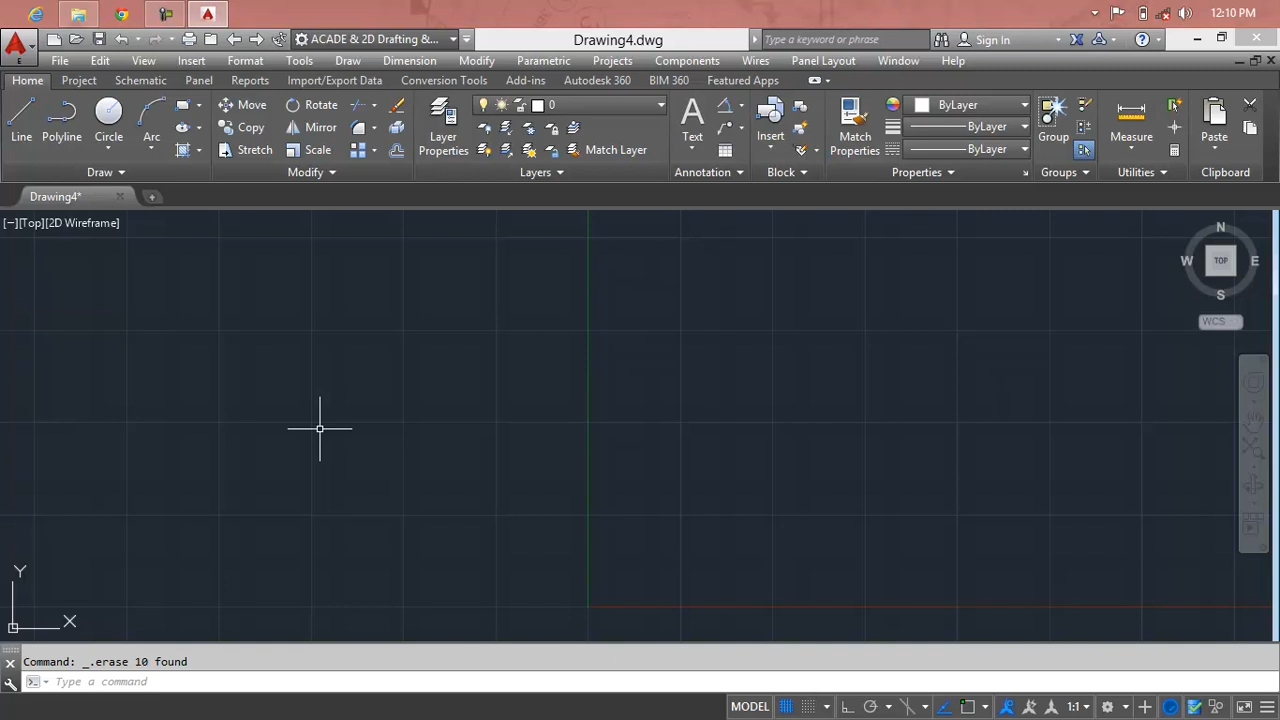 12:10 PM
ACADE & 2D Drafting &... Drawing4.dwg Type a keyword or phrase Sign In
E
File Edit View Insert Format Tools Draw Dimension Modify Parametric Projects Components Wires Panel Layout Window Help
Home Project Schematic Panel Reports Import/Export Data Conversion Tools Add-ins Autodesk 360 BIM 360 Featured Apps
Move Rotate 0 ByLayer
Line Polyline Circle Arc Copy Mirror Layer Properties Text Insert Match Properties ByLayer Group Measure Paste
Stretch Scale Match Layer ByLayer
Draw Modify Layers Annotation Block Properties Groups Utilities Clipboard
Drawing4*
[−][Top][2D Wireframe]
N
W TOP E
S
WCS
Y
X
Command: _.erase 10 found
Type a command
MODEL 1:1